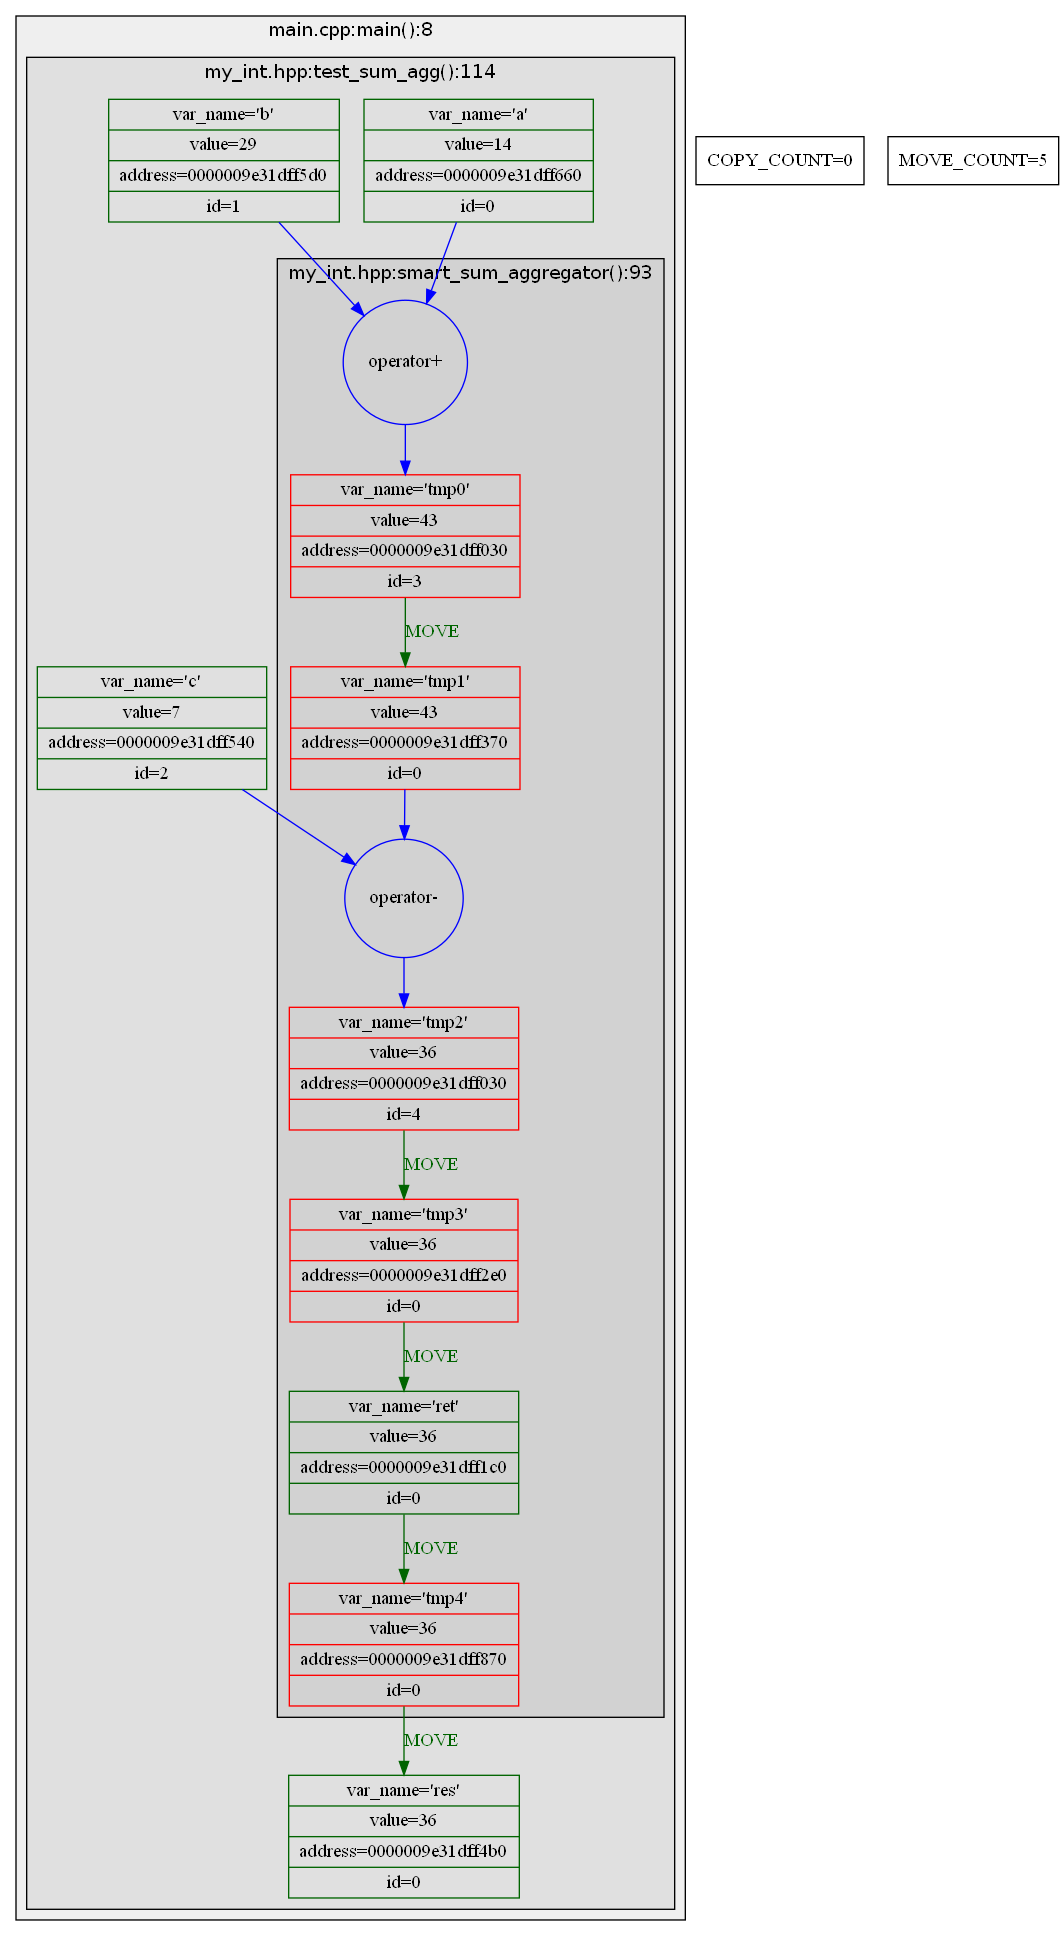 main.cpp:main():8
my_int.hpp:test_sum_agg():114
var_name='b'
value=29
address=0000009e31dff5d0
id=1
var_name='a'
value=14
address=0000009e31dff660
id=0
COPY_COUNT=0
MOVE_COUNT=5
my_int.hpp:smart_sum_aggregator():93
operator+
var_name='tmp0'
value=43
address=0000009e31dff030
id=3
MOVE
var_name='c'
value=7
address=0000009e31dff540
id=2
var_name='tmp1'
value=43
address=0000009e31dff370
id=0
operator-
var_name='tmp2'
value=36
address=0000009e31dff030
id=4
MOVE
var_name='tmp3'
value=36
address=0000009e31dff2e0
id=0
MOVE
var_name='ret'
value=36
address=0000009e31dff1c0
id=0
MOVE
var_name='tmp4'
value=36
address=0000009e31dff870
id=0
MOVE
var_name='res'
value=36
address=0000009e31dff4b0
id=0